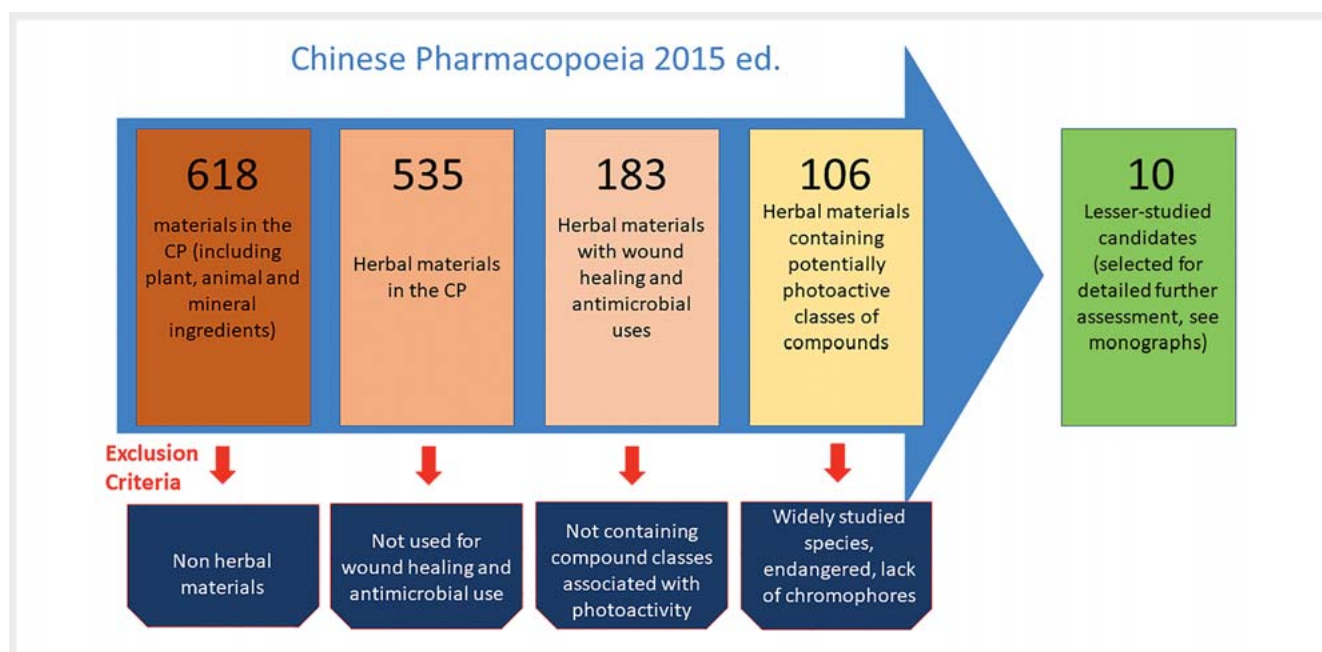 Chinese Pharmacopoeia 2015 ed.
618
materials in the
CP (including
plant, animal and
mineral
ingredients)
535
Herbal materials
in the CP
183
Herbal materials
with wound
healing and
antimicrobial
uses
106
Herbal materials
containing
potentially
photoactive
classes of
compounds
10
Lesser-studied
candidates
(selected for
detailed further
assessment, see
monographs)
Exclusion
Criteria
Non herbal
materials
Not used for
wound healing and
antimicrobial use
Not containing
compound classes
associated with
photoactivity
Widely studied
species,
endangered, lack
of chromophores